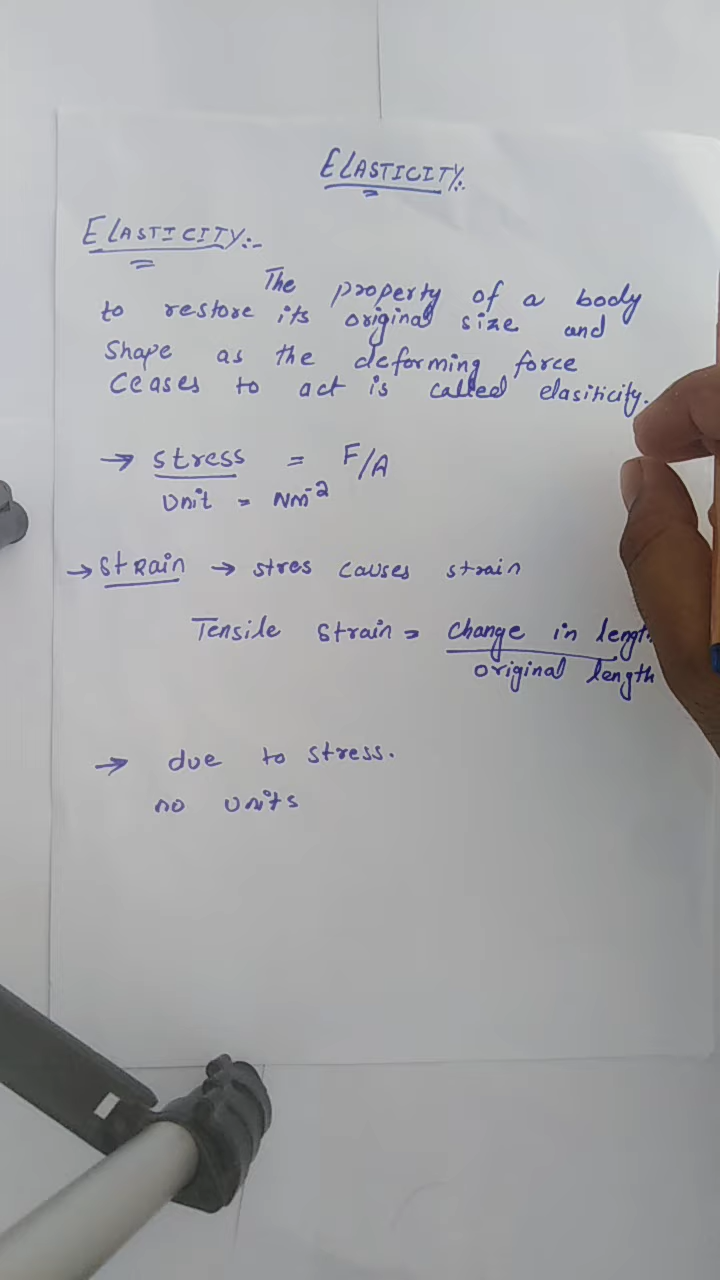 ELASTICITY:.
ELASTICITY:-
The property of a body
to restore its original size and
Shape as the deforming force
ceases to act is called elasiticity.
→ stress = F/A
Unit = Nm⁻²
→ stRain → stres causes strain
Tensile strain = change in length
original length
→ due to stress.
no units